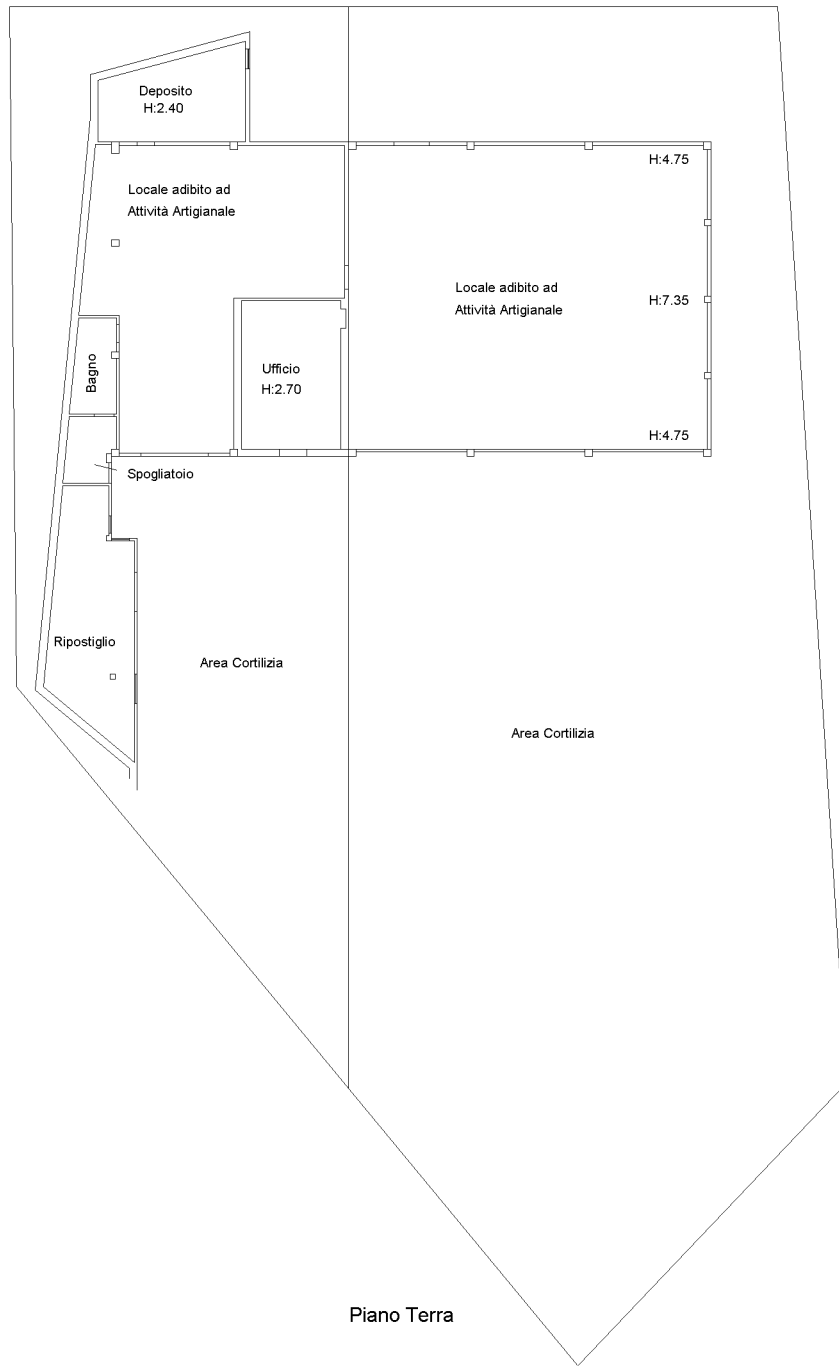 Deposito
H:2.40
H:4.75
Locale adibito ad
Attività Artigianale
Locale adibito ad
Attività Artigianale
H:7.35
Bagno
Ufficio
H:2.70
H:4.75
Spogliatoio
Ripostiglio
Area Cortilizia
Area Cortilizia
Piano Terra